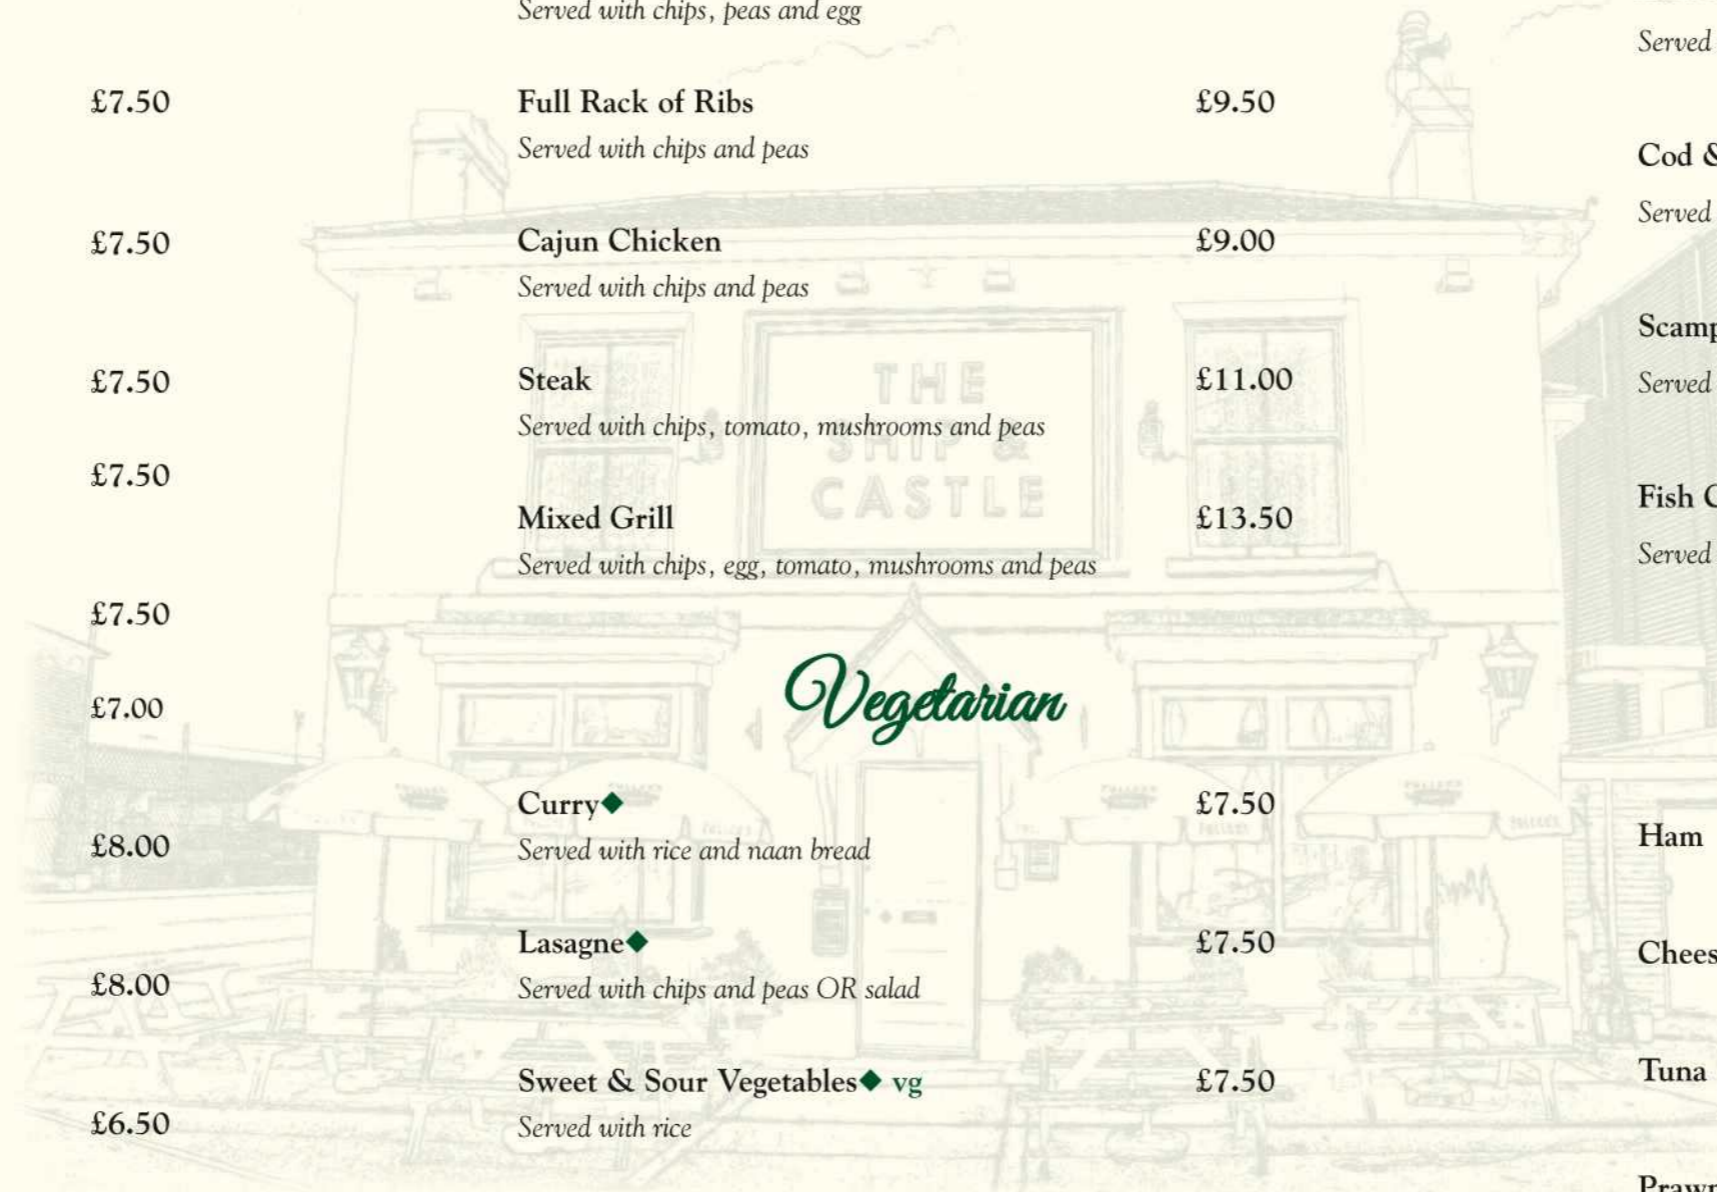 £7.50
£7.50
£7.50
£7.50
£7.50
£7.00
£8.00
£8.00
£6.50
Served with chips, peas and egg
Full Rack of Ribs £9.50
Served with chips and peas
Cajun Chicken £9.00
Served with chips and peas
Steak £11.00
Served with chips, tomato, mushrooms and peas
Mixed Grill £13.50
Served with chips, egg, tomato, mushrooms and peas
THE
SHIP &
CASTLE
Vegetarian
Curry◆ £7.50
Served with rice and naan bread
Lasagne◆ £7.50
Served with chips and peas OR salad
Sweet & Sour Vegetables◆ vg £7.50
Served with rice
Served
Cod &
Served
Served
Fish
Served
Ham
Tuna